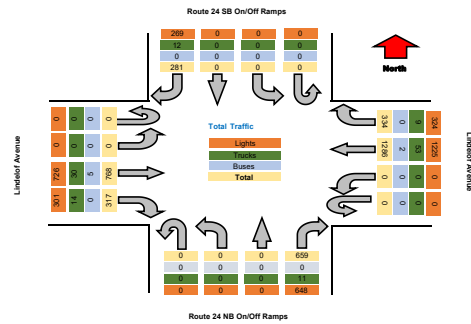 Route 24 SB On/Off Ramps
269 0 0 0
12 0 0 0
0 0 0 0
281 0 0 0
North
Lindelof Avenue
0 0 0 0
0 0 0 0
726 30 5 768
301 14 0 317
Total Traffic
Lights
Trucks
Buses
Total
334 0 9 324
1286 2 53 1225
0 0 0 0
0 0 0 0
Lindelof Avenue
0 0 0 659
0 0 0 0
0 0 0 11
0 0 0 648
Route 24 NB On/Off Ramps